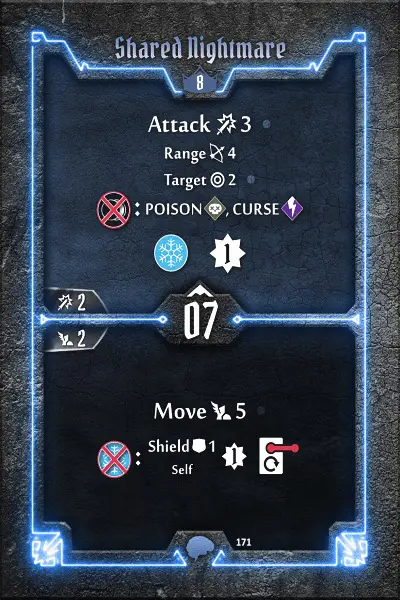 Shared Nightmare
8
Attack 3
Range 4
Target 2
: POISON , CURSE
1
2
07
2
Move 5
: Shield 1 1
Self
171